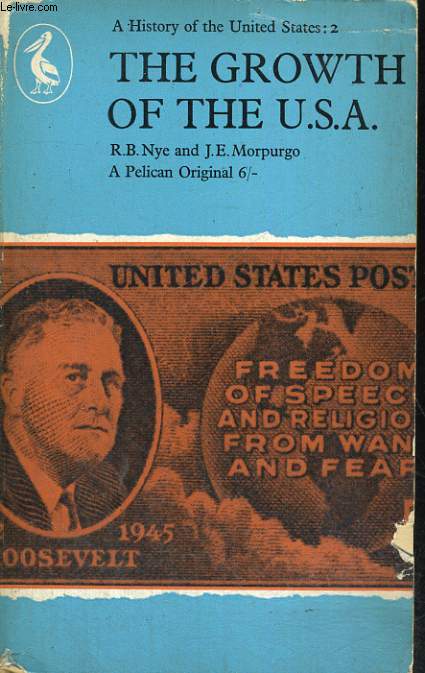 Le-livre.com
A History of the United States: 2
THE GROWTH
OF THE U.S.A.
R.B. Nye and J.E. Morpurgo
A Pelican Original 6/-
UNITED STATES POST
FREEDOM
OF SPEEC
AND RELIGIO
FROM WAN
AND FEAR
1945
OOSEVELT